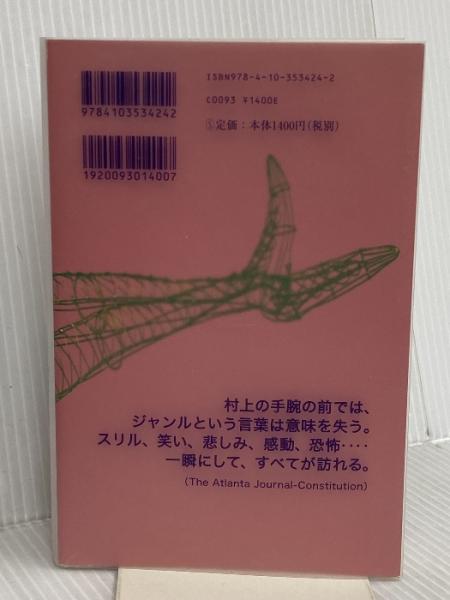 ISBN978-4-10-353424-2
C0093 ¥1400E
Ⓢ定価：本体1400円(税別)
9784103534242
1920093014007
村上の手腕の前では、
ジャンルという言葉は意味を失う。
スリル、笑い、悲しみ、感動、恐怖‥‥
一瞬にして、すべてが訪れる。
(The Atlanta Journal-Constitution)